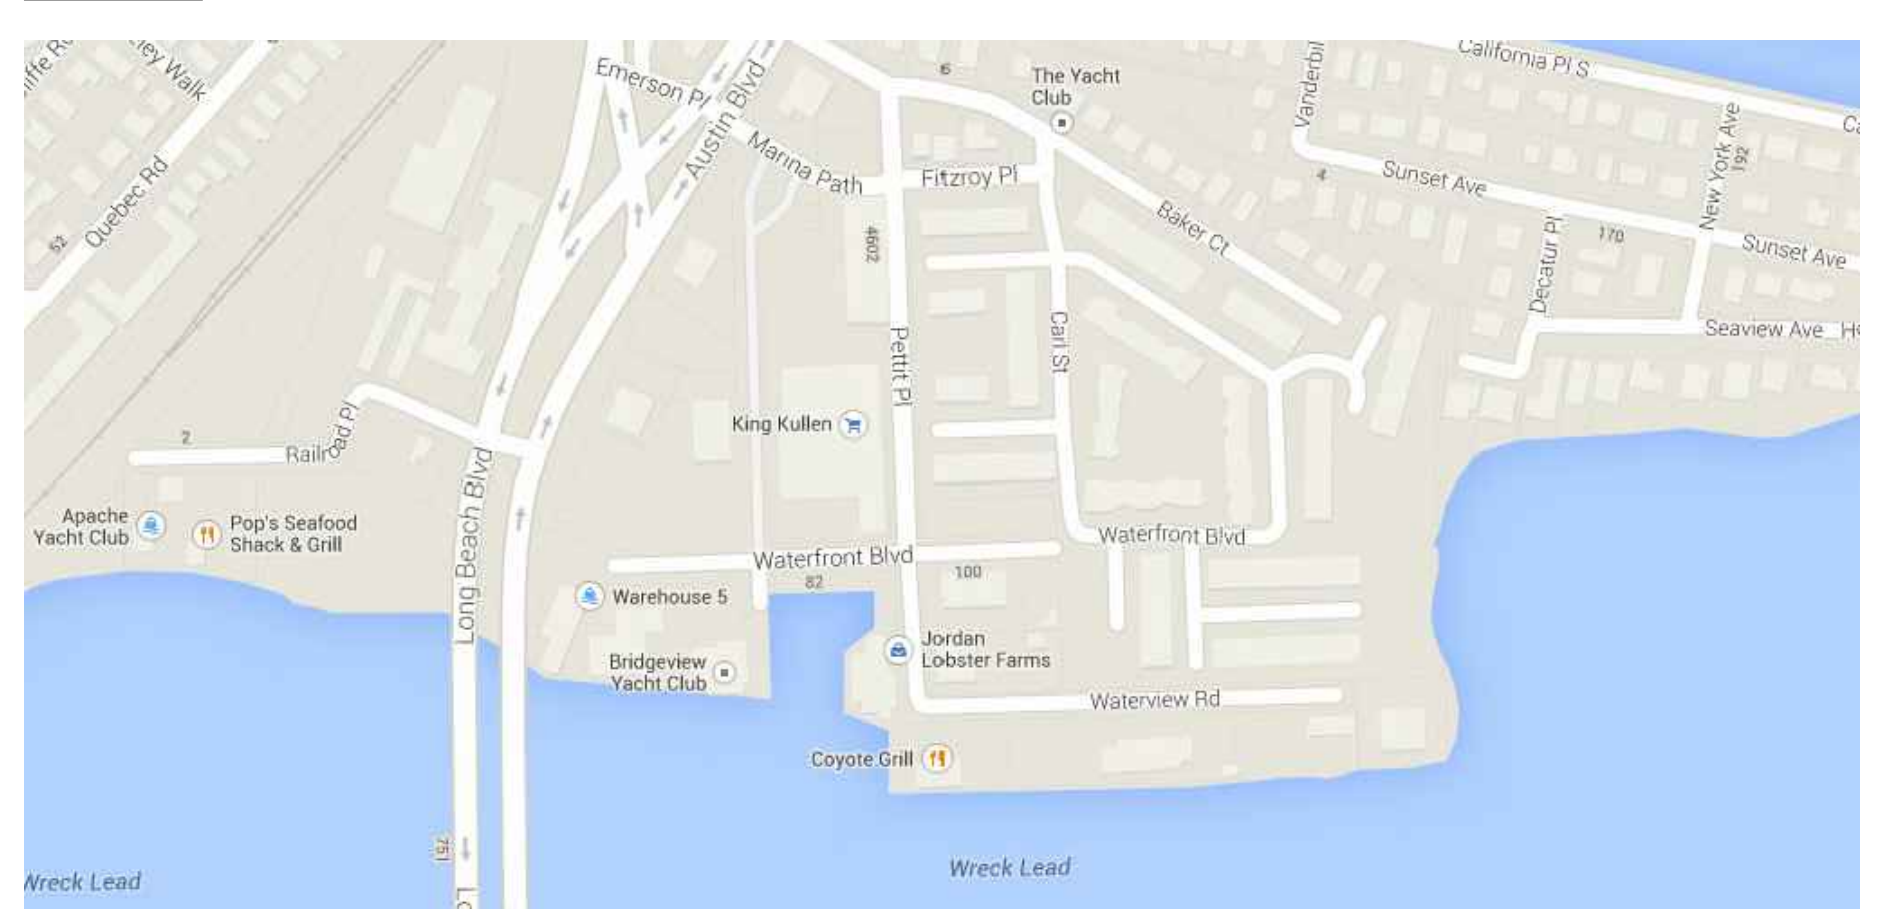 California Pl S
Emerson Pl
6
The Yacht
Club
Austin Blvd
Marina Path
Fitzroy Pl
New York Ave
192
Quebec Rd
52
4
Sunset Ave
Baker Ct
4602
170
Decatur Pl
Sunset Ave
Seaview Ave
Carl St
Pettit Pl
King Kullen
2
Railroad Pl
Apache
Yacht Club
Pop's Seafood
Shack & Grill
Long Beach Blvd
Waterfront Blvd
Waterfront Blvd
82
100
Warehouse 5
Jordan
Lobster Farms
Bridgeview
Yacht Club
Waterview Rd
Coyote Grill
751
Wreck Lead
Wreck Lead